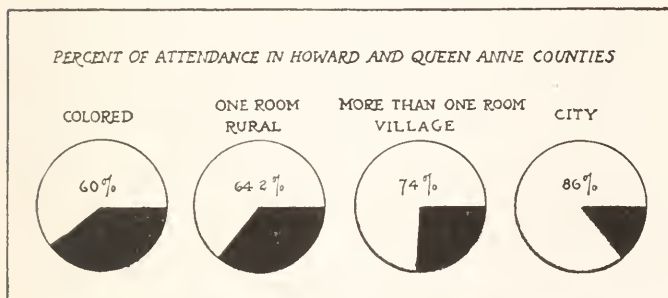 PERCENT OF ATTENDANCE IN HOWARD AND QUEEN ANNE COUNTIES
COLORED
60%
ONE ROOM
RURAL
64 2%
MORE THAN ONE ROOM
VILLAGE
74%
CITY
86%